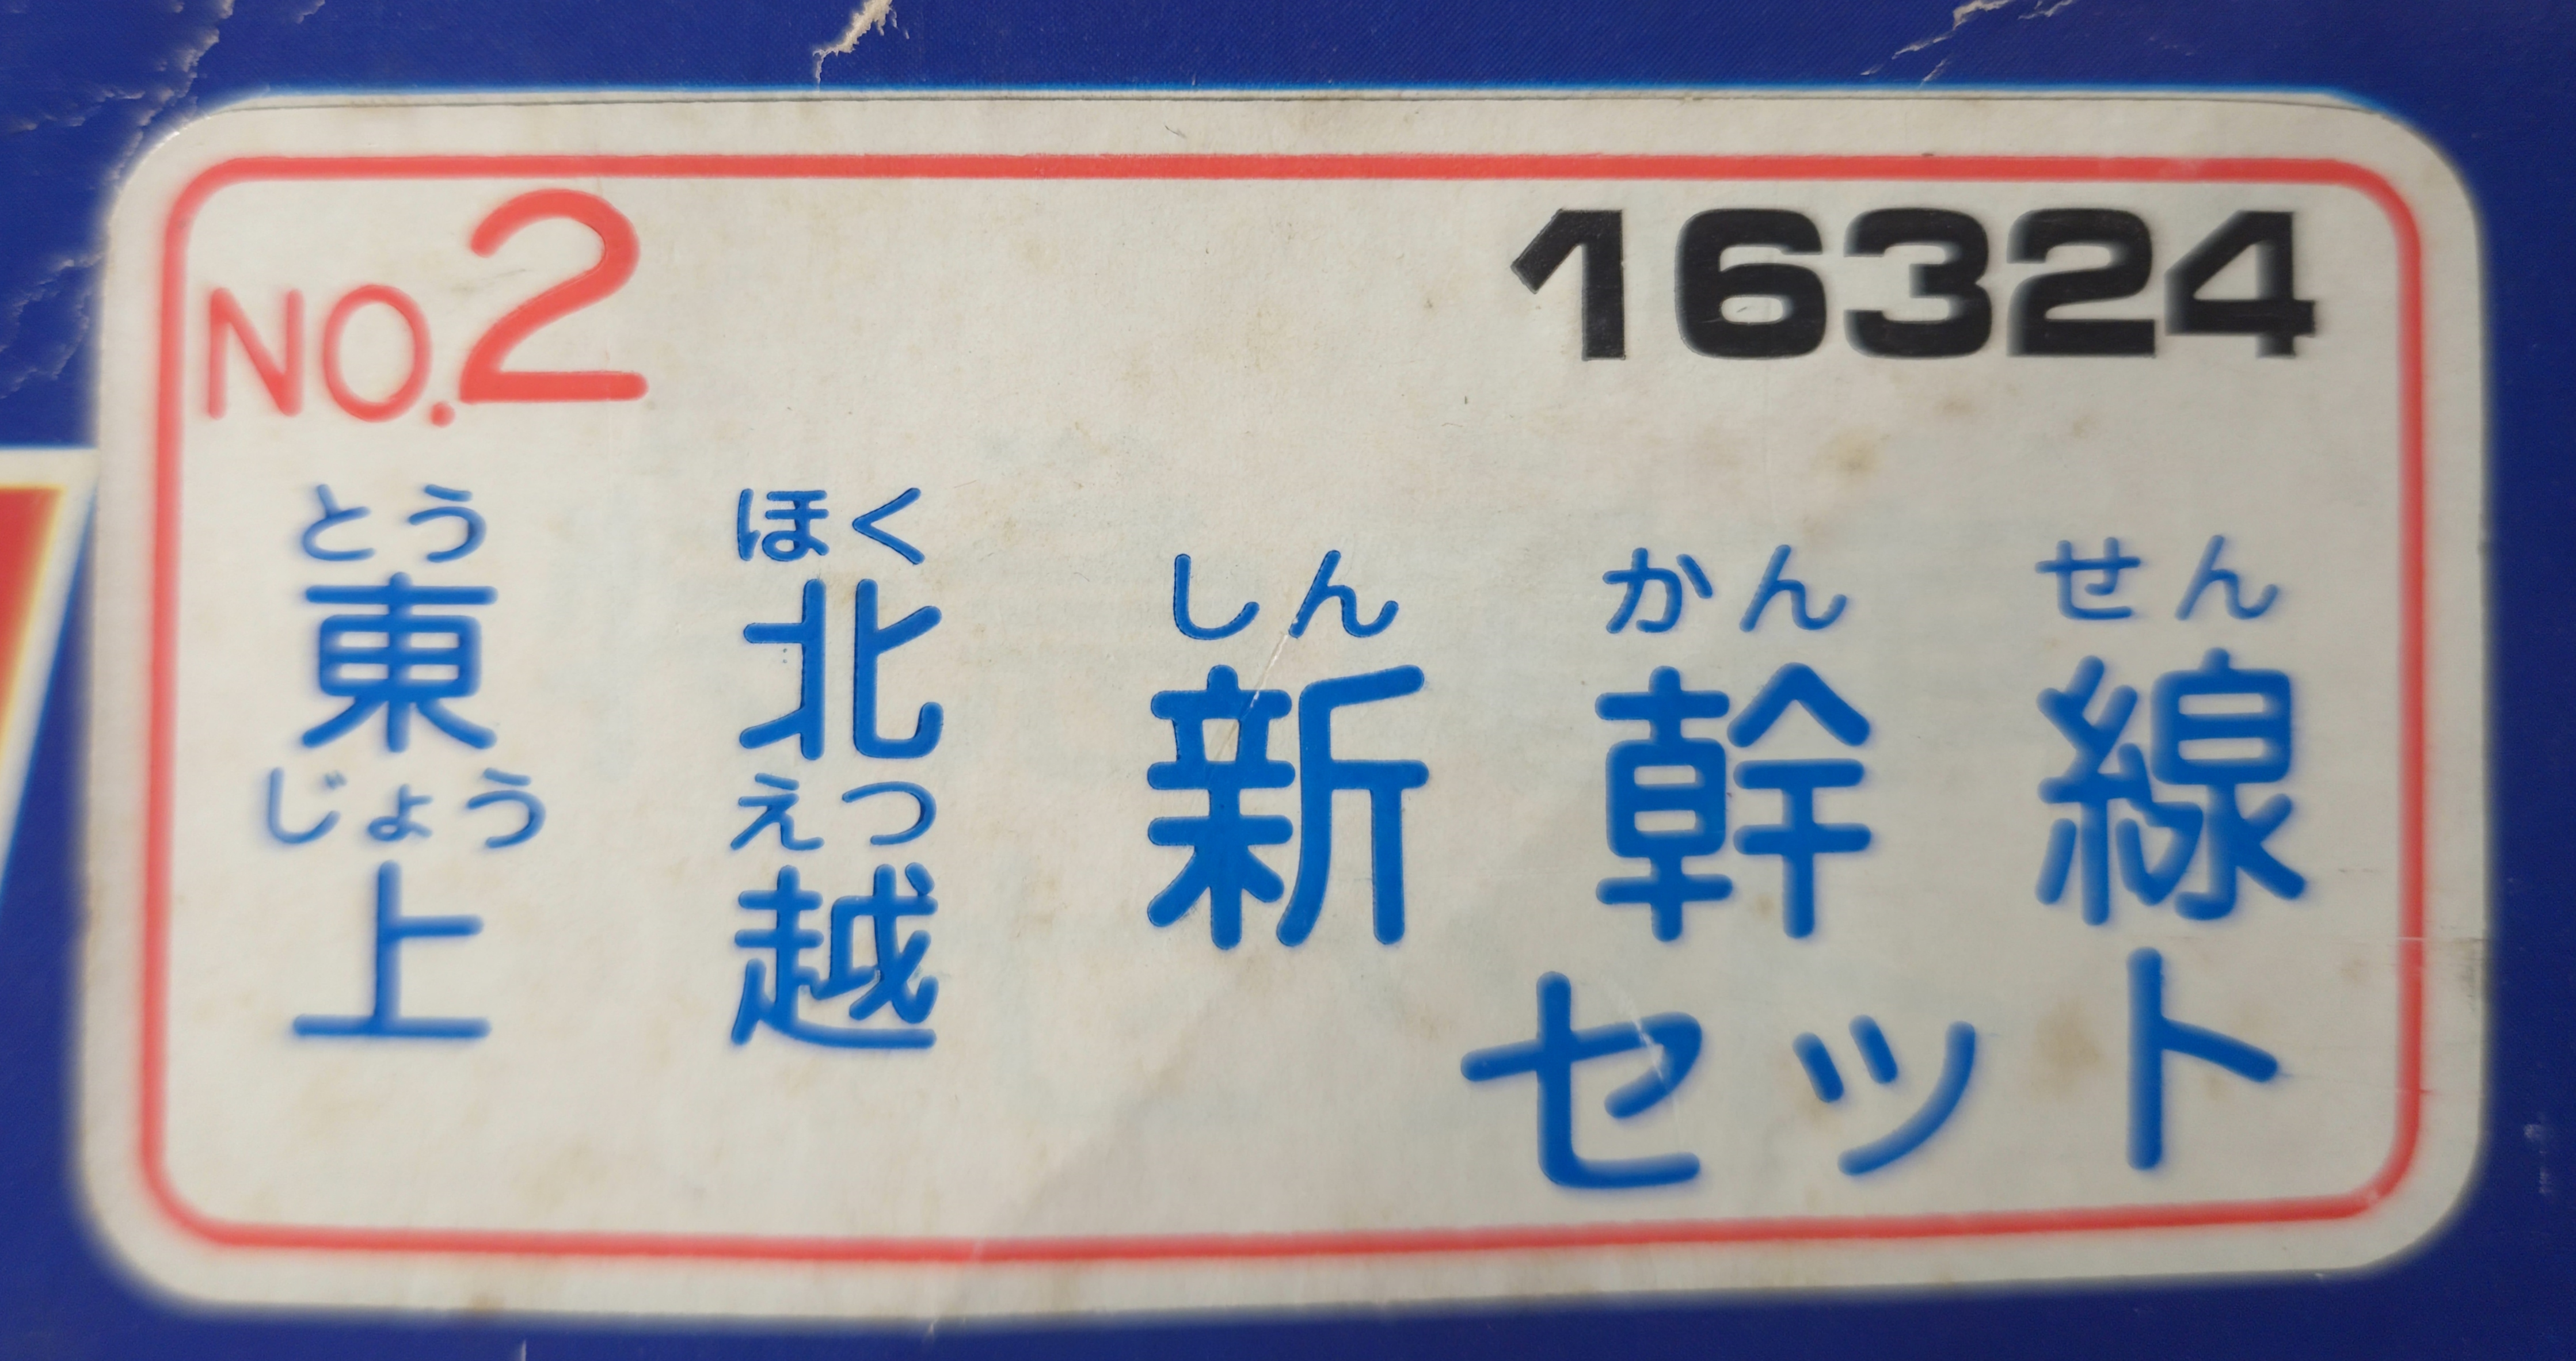 NO.2
16324
とう ほく
東北
じょう えつ
上越
しん かん せん
新幹線
セット